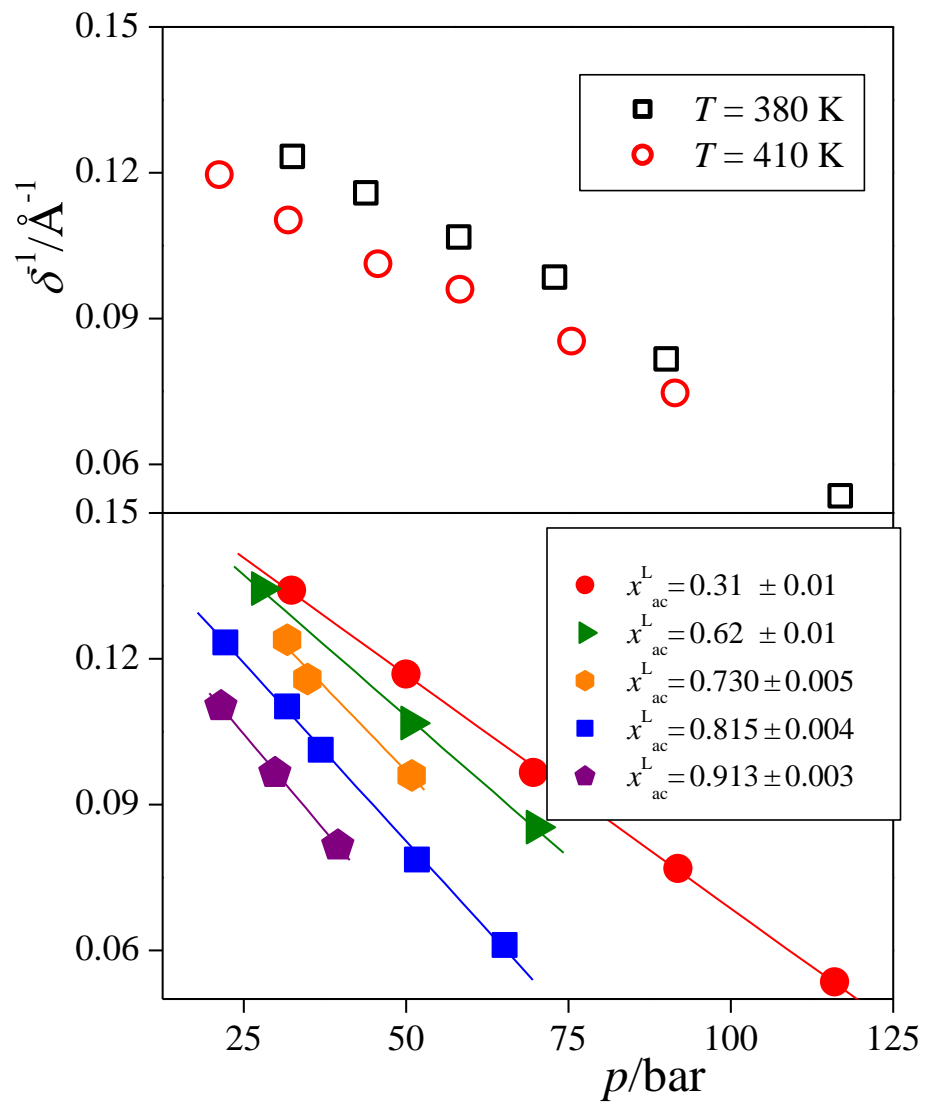 0.15
T = 380 K
T = 410 K
0.12
δ-1/Å-1
0.09
0.06
0.15
xLac=0.31 ±0.01
xLac=0.62 ±0.01
0.12
xLac=0.730±0.005
xLac=0.815±0.004
xLac=0.913±0.003
0.09
0.06
25 50 75 100 125
p/bar